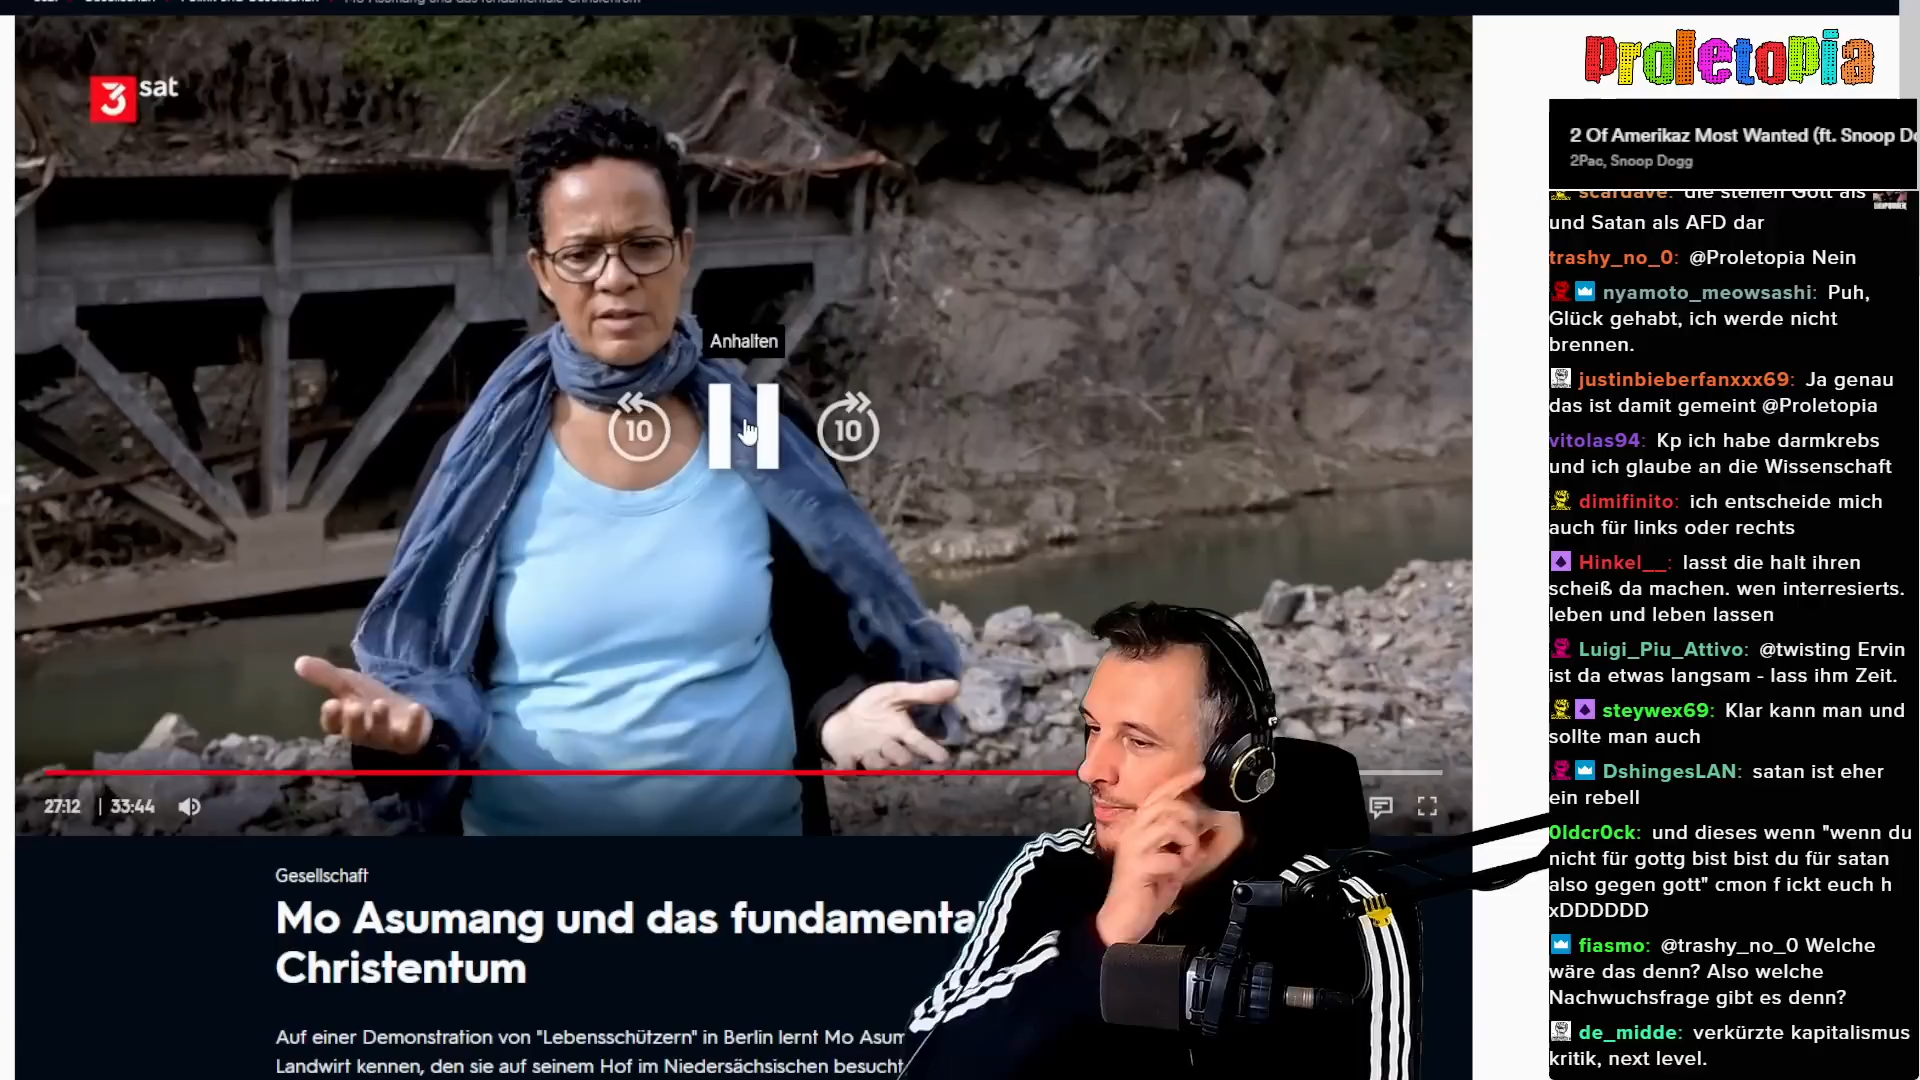 3sat
Anhalten
10
10
27:12 | 33:44
Gesellschaft
Mo Asumang und das
Christentum
Auf einer Demonstration von "Lebensschützern" in Berlin lernt Mo
Landwirt kennen, den sie auf seinem Hof im Niedersächsischen besucht
Proletopia
2 Of Amerikaz Most Wanted (ft. Snoop
2Pac, Snoop Dogg
scardave: die stellen Gott als
und Satan als AFD dar
trashy_no_0: @Proletopia Nein
nyamoto_meowsashi: Puh,
Glück gehabt, ich werde nicht
brennen.
justinbieberfanxxx69: Ja genau
das ist damit gemeint @Proletopia
vitolas94: Kp ich habe darmkrebs
und ich glaube an die Wissenschaft
dimifinito: ich entscheide mich
auch für links oder rechts
Hinkel__: lasst die halt ihren
scheiß da machen. wen interresierts.
leben und leben lassen
Luigi_Piu_Attivo: @twisting Ervin
ist da etwas langsam - lass ihm Zeit.
steywex69: Klar kann man und
sollte man auch
DshingesLAN: satan ist eher
ein rebell
0ldcr0ck: und dieses wenn "wenn du
nicht für gottg bist bist du für satan
also gegen gott" cmon f ickt euch h
xDDDDDD
fiasmo: @trashy_no_0 Welche
wäre das denn? Also welche
Nachwuchsfrage gibt es denn?
de_midde: verkürzte kapitalismus
kritik, next level.